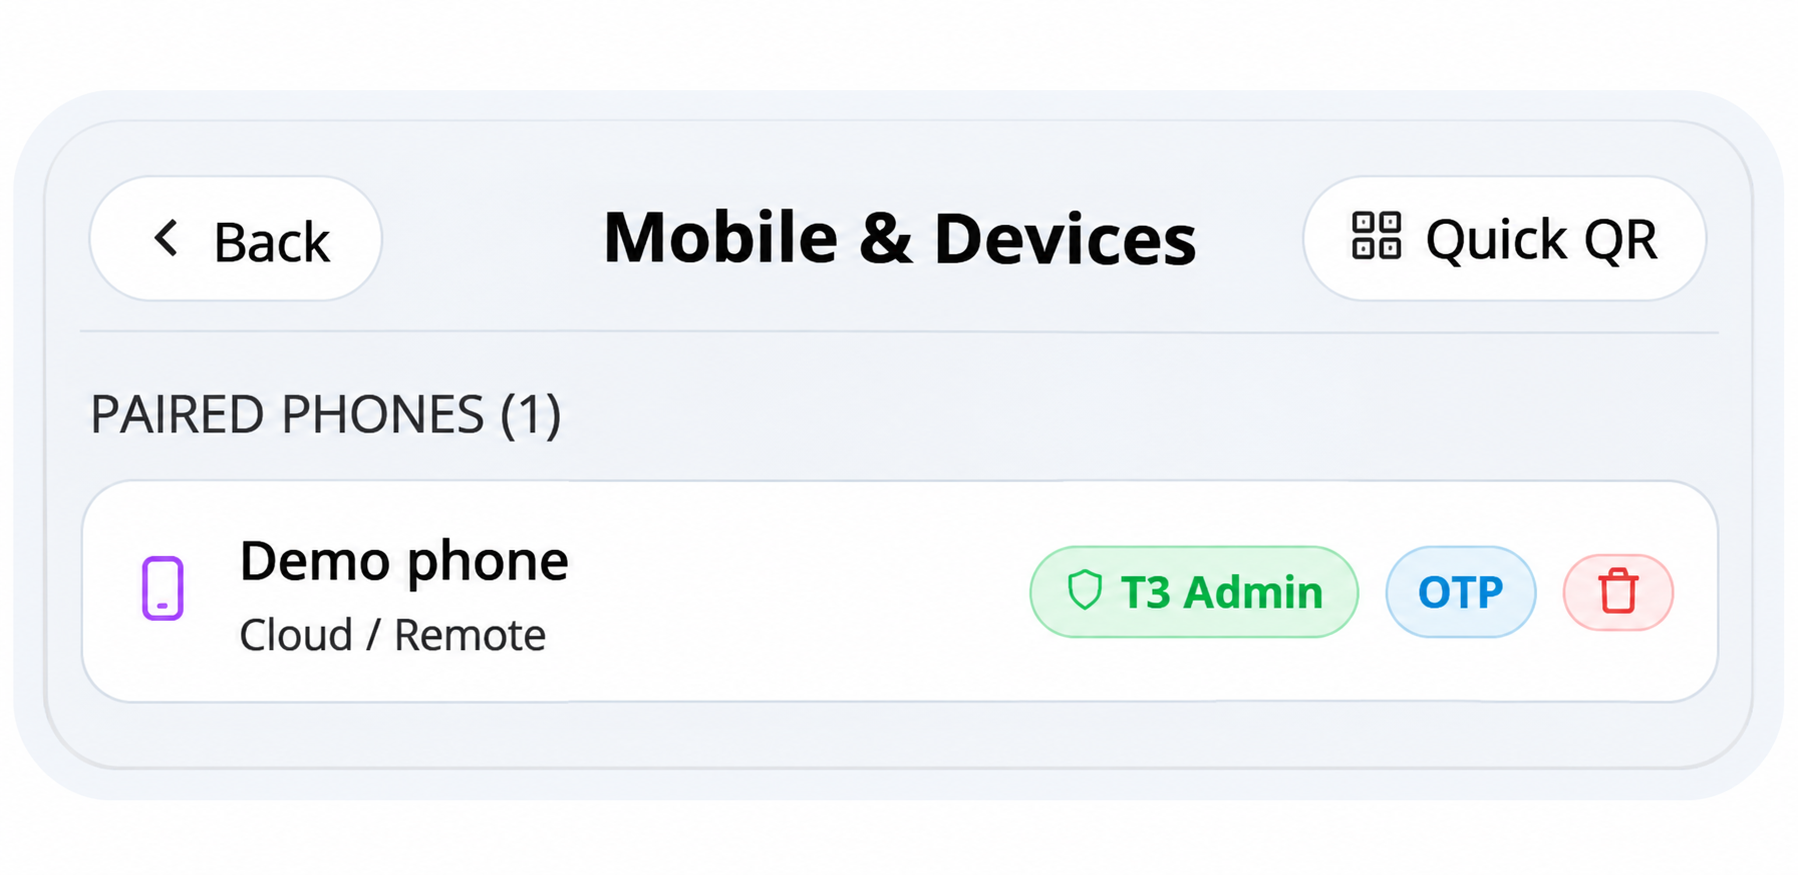 Back
Mobile & Devices
Quick QR
PAIRED PHONES (1)
Demo phone
Cloud / Remote
T3 Admin
OTP